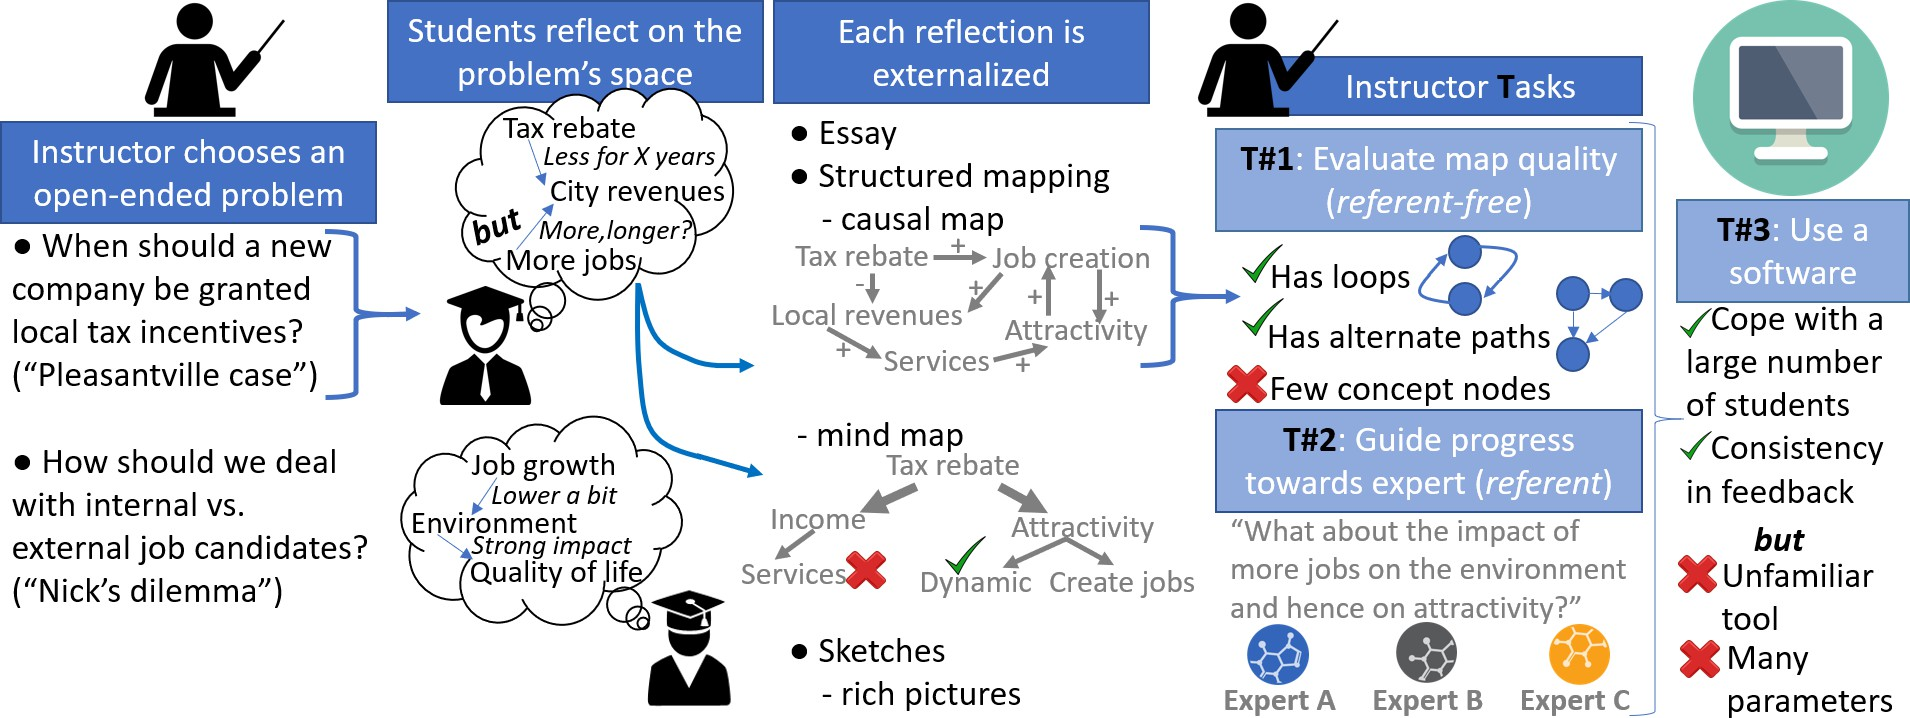 Instructor chooses an
open-ended problem
● When should a new
company be granted
local tax incentives?
(“Pleasantville case”)
● How should we deal
with internal vs.
external job candidates?
(“Nick’s dilemma”)
Students reflect on the
problem’s space
Tax rebate
Less for X years
City revenues
but
More,longer?
More jobs
Job growth
Lower a bit
Environment
Strong impact
Quality of life
Each reflection is
externalized
● Essay
● Structured mapping
- causal map
Tax rebate
+
Job creation
-
+
+
+
Local revenues
Attractivity
+
Services
+
- mind map
Tax rebate
Income
Attractivity
Services
Dynamic
Create jobs
● Sketches
- rich pictures
Instructor Tasks
T#1: Evaluate map quality
(referent-free)
Has loops
Has alternate paths
Few concept nodes
T#2: Guide progress
towards expert (referent)
“What about the impact of
more jobs on the environment
and hence on attractivity?”
Expert A
Expert B
Expert C
T#3: Use a
software
Cope with a
large number
of students
Consistency
in feedback
but
Unfamiliar
tool
Many
parameters